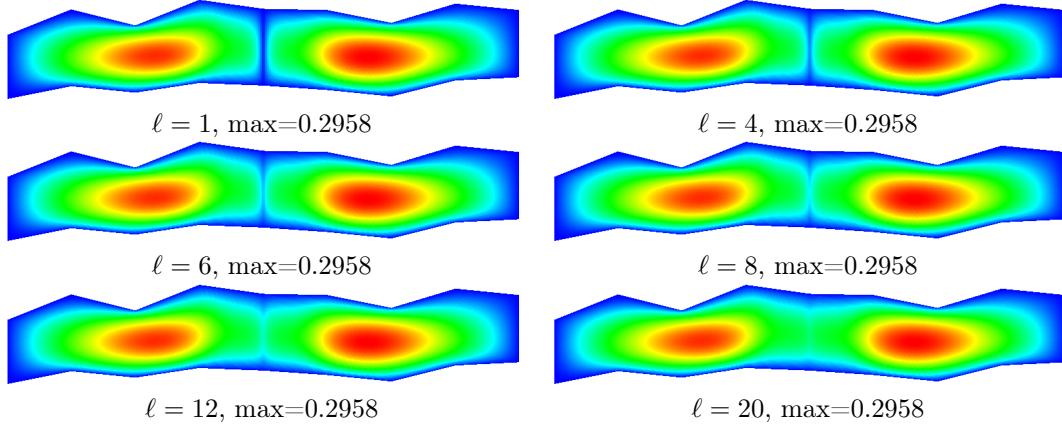 ℓ = 1, max=0.2958
ℓ = 4, max=0.2958
ℓ = 6, max=0.2958
ℓ = 8, max=0.2958
ℓ = 12, max=0.2958
ℓ = 20, max=0.2958